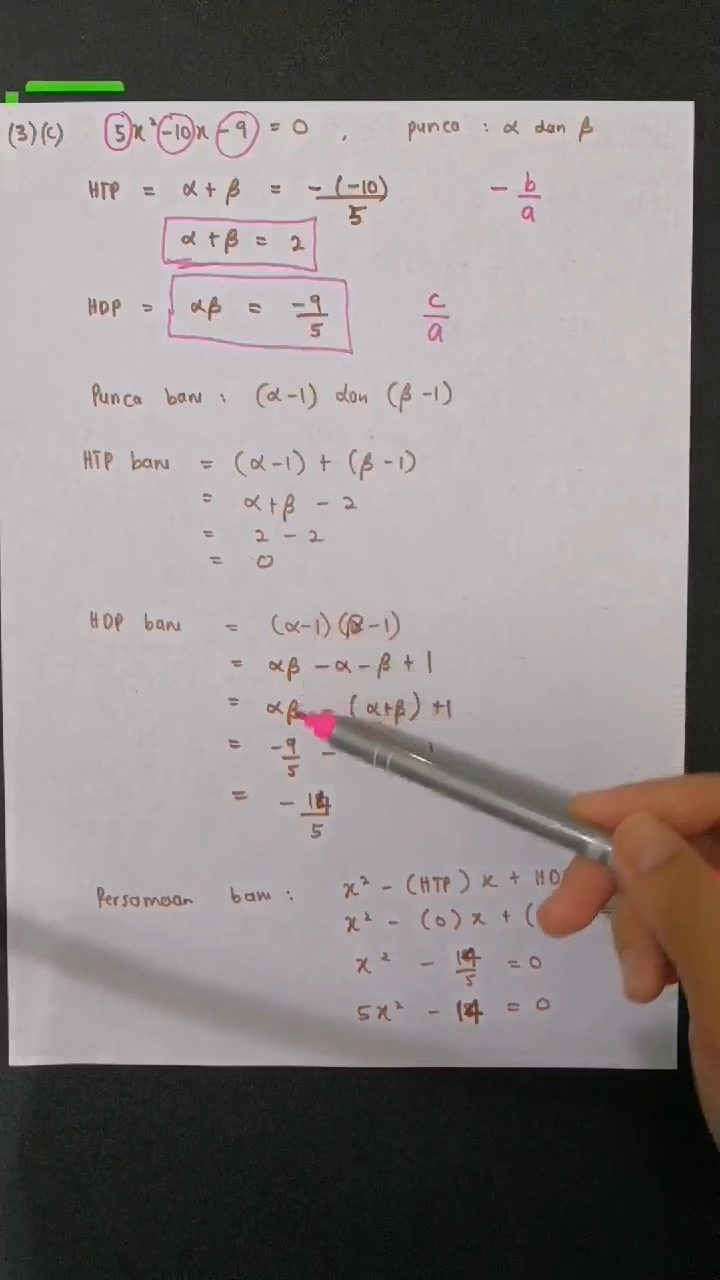 (3)(c) 5x² -10x -9 = 0 , punca : α dan β
HTP = α + β = -(-10)/5 -b/a
α + β = 2
HDP = αβ = -9/5 c/a
Punca baru : (α-1) dan (β-1)
HTP baru = (α-1) + (β-1)
= α+β - 2
= 2 - 2
= 0
HDP baru = (α-1)(β-1)
= αβ - α - β + 1
= αβ - (α+β) +1
= -9/5 -
= -14/5
Persamaan baru : x² - (HTP) x + HD
x² - (0) x + (
x² - 14/5 = 0
5x² - 14 = 0